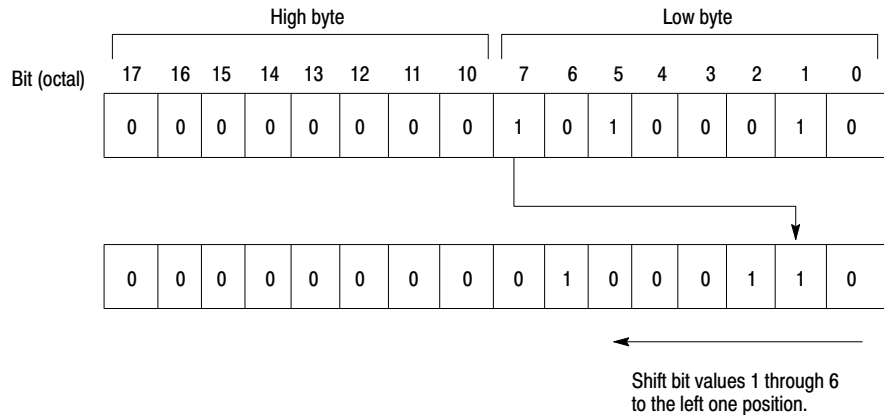 High byte Low byte
Bit (octal) 17 16 15 14 13 12 11 10 7 6 5 4 3 2 1 0
0 0 0 0 0 0 0 0 1 0 1 0 0 0 1 0
0 0 0 0 0 0 0 0 0 1 0 0 0 1 1 0
Shift bit values 1 through 6
to the left one position.